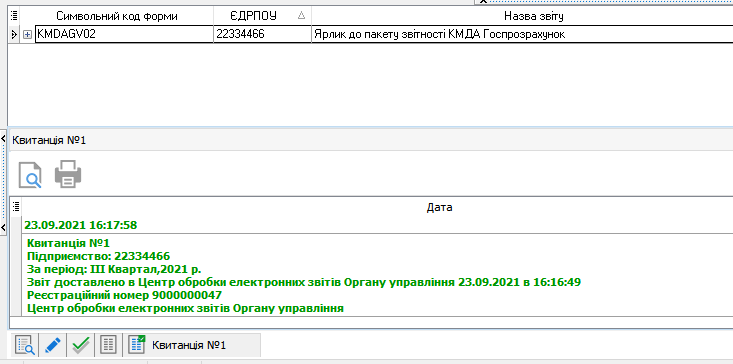 Символьний код форми ЄДРПОУ Назва звіту
KMDAGV02 22334466 Ярлик до пакету звітності КМДА Госпрозрахунок
Квитанція №1
Дата
23.09.2021 16:17:58
Квитанція №1
Підприємство: 22334466
За період: III Квартал,2021 р.
Звіт доставлено в Центр обробки електронних звітів Органу управління 23.09.2021 в 16:16:49
Реєстраційний номер 9000000047
Центр обробки електронних звітів Органу управління
Квитанція №1